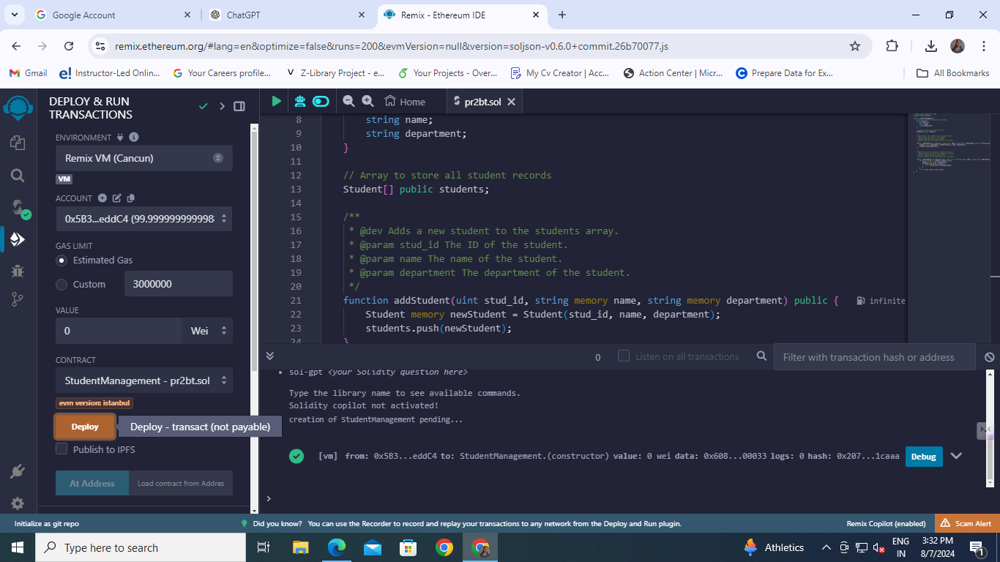 Google Account
ChatGPT
Remix - Ethereum IDE
remix.ethereum.org/#lang=en&optimize=false&runs=200&evmVersion=null&version=soljson-v0.6.0+commit.26b70077.js
Gmail
Instructor-Led Onlin...
Your Careers profile...
Z-Library Project - e...
Your Projects - Over...
My Cv Creator | Acc...
Action Center | Micr...
Prepare Data for Ex...
All Bookmarks
DEPLOY & RUN
TRANSACTIONS
ENVIRONMENT
Remix VM (Cancun)
VM
ACCOUNT
0x5B3...eddC4 (99.9999999999998
GAS LIMIT
Estimated Gas
Custom 3000000
VALUE
0 Wei
CONTRACT
StudentManagement - pr2bt.sol
evm version: istanbul
Deploy
Deploy - transact (not payable)
Publish to IPFS
At Address Load contract from Addres
Home
pr2bt.sol
8 string name;
9 string department;
10 }
11
12 // Array to store all student records
13 Student[] public students;
14
15 /**
16 * @dev Adds a new student to the students array.
17 * @param stud_id The ID of the student.
18 * @param name The name of the student.
19 * @param department The department of the student.
20 */
21 function addStudent(uint stud_id, string memory name, string memory department) public { infinite
22 Student memory newStudent = Student(stud_id, name, department);
23 students.push(newStudent);
24 }
0 Listen on all transactions
Filter with transaction hash or address
• sol-gpt <your Solidity question here>
Type the library name to see available commands.
Solidity copilot not activated!
creation of StudentManagement pending...
[vm] from: 0x5B3...eddC4 to: StudentManagement.(constructor) value: 0 wei data: 0x608...00033 logs: 0 hash: 0x207...1caaa
Debug
>
Initialize as git repo
Did you know? You can use the Recorder to record and replay your transactions to any network from the Deploy and Run plugin.
Remix Copilot (enabled)
Scam Alert
Type here to search
Athletics
ENG
IN
3:32 PM
8/7/2024
1